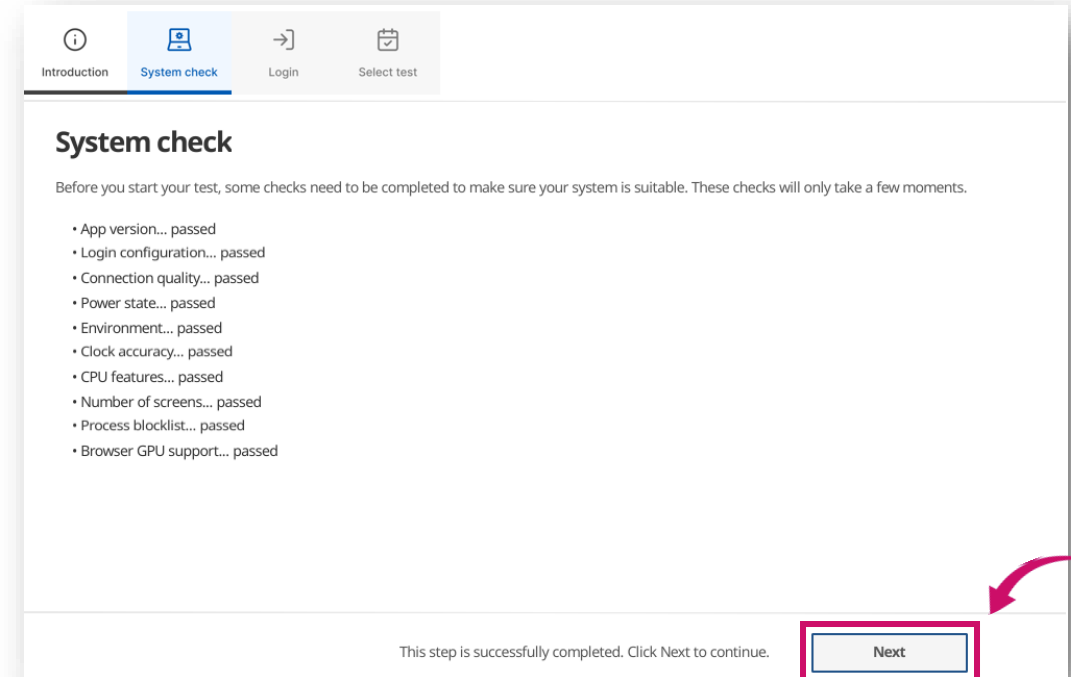 Introduction
System check
Login
Select test
System check
Before you start your test, some checks need to be completed to make sure your system is suitable. These checks will only take a few moments.
• App version... passed
• Login configuration... passed
• Connection quality... passed
• Power state... passed
• Environment... passed
• Clock accuracy... passed
• CPU features... passed
• Number of screens... passed
• Process blocklist... passed
• Browser GPU support... passed
This step is successfully completed. Click Next to continue.
Next